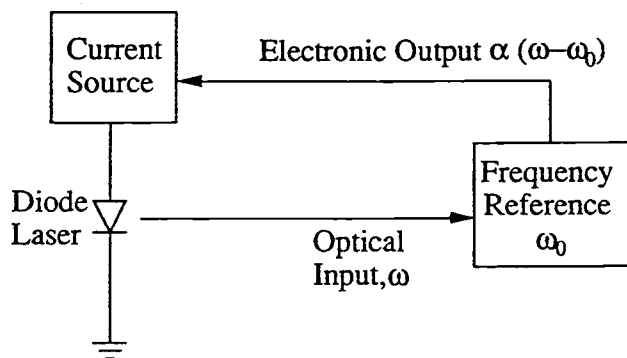 Current
Source
Electronic Output α (ω–ω₀)
Diode
Laser
Optical
Input,ω
Frequency
Reference
ω₀